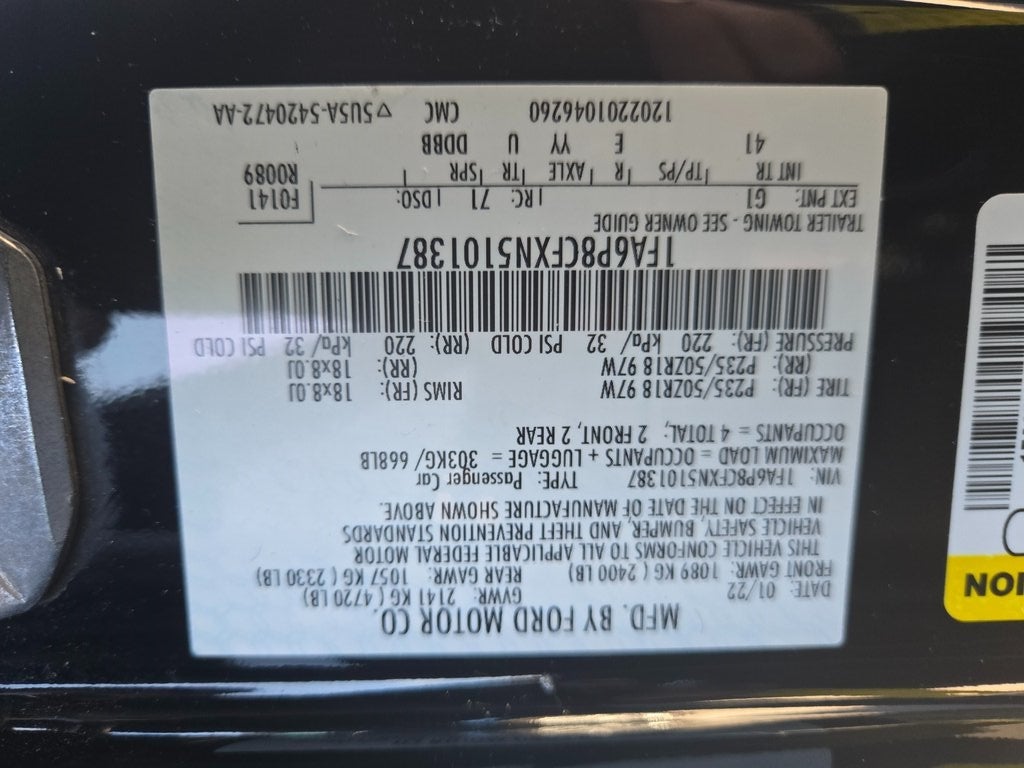 MFD. BY FORD MOTOR CO.
DATE: 01/22 GVWR: 2141 KG ( 4720 LB)
FRONT GAWR: 1089 KG ( 2400 LB) REAR GAWR: 1057 KG ( 2330 LB)
THIS VEHICLE CONFORMS TO ALL APPLICABLE FEDERAL MOTOR
VEHICLE SAFETY, BUMPER, AND THEFT PREVENTION STANDARDS
IN EFFECT ON THE DATE OF MANUFACTURE SHOWN ABOVE.
VIN: 1FA6P8CFXN5101387 TYPE: Passenger Car
MAXIMUM LOAD = OCCUPANTS + LUGGAGE = 303KG/668LB
OCCUPANTS = 4 TOTAL; 2 FRONT, 2 REAR
TIRE (FR): P235/50ZR18 97W RIMS (FR): 18x8.0J
(RR): P235/50ZR18 97W (RR): 18x8.0J
PRESSURE (FR): 220 kPa/ 32 PSI COLD (RR): 220 kPa/ 32 PSI COLD
1FA6P8CFXN5101387
TRAILER TOWING - SEE OWNER GUIDE
EXT PNT: G1 RC: 71 DSO: F0141
INT TR TP/PS R AXLE TR SPR R0089
41 E YY U DDBB
1202201046260 CMC 5U5A-5420472-AA